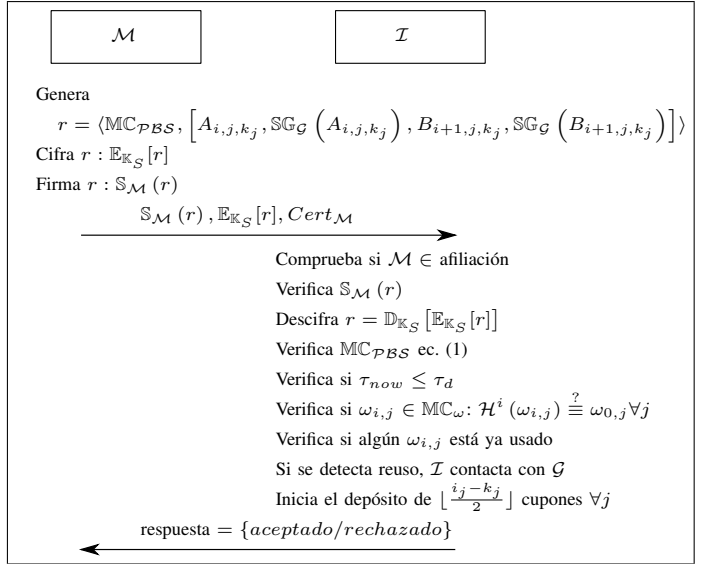 ℳ ℐ
Genera
r = ⟨𝕄ℂ_𝒫ℬ𝒮, [A_{i,j,k_j}, 𝕊𝔾_𝒢 (A_{i,j,k_j}), B_{i+1,j,k_j}, 𝕊𝔾_𝒢 (B_{i+1,j,k_j})]⟩
Cifra r : 𝔼_{𝕂_S}[r]
Firma r : 𝕊_ℳ (r)
𝕊_ℳ (r), 𝔼_{𝕂_S}[r], Cert_ℳ
Comprueba si ℳ ∈ afiliación
Verifica 𝕊_ℳ (r)
Descifra r = 𝔻_{𝕂_S} [𝔼_{𝕂_S}[r]]
Verifica 𝕄ℂ_𝒫ℬ𝒮 ec. (1)
Verifica si τ_{now} ≤ τ_d
Verifica si ω_{i,j} ∈ 𝕄ℂ_ω: ℋ^i (ω_{i,j}) ≟ ω_{0,j}∀j
Verifica si algún ω_{i,j} está ya usado
Si se detecta reuso, ℐ contacta con 𝒢
Inicia el depósito de ⌊(i_j−k_j)/2⌋ cupones ∀j
respuesta = {aceptado/rechazado}